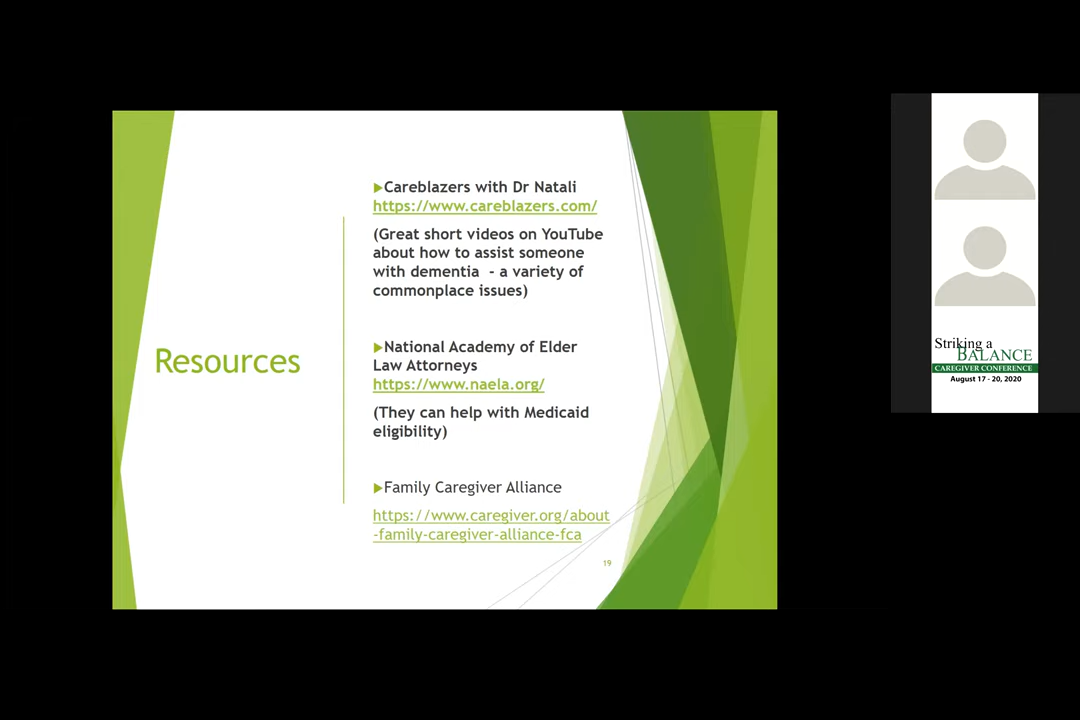 Resources
▶Careblazers with Dr Natali
https://www.careblazers.com/
(Great short videos on YouTube
about how to assist someone
with dementia  - a variety of
commonplace issues)
▶National Academy of Elder
Law Attorneys
https://www.naela.org/
(They can help with Medicaid
eligibility)
▶Family Caregiver Alliance
https://www.caregiver.org/about
-family-caregiver-alliance-fca
19
Striking a
BALANCE
CAREGIVER CONFERENCE
August 17 - 20, 2020